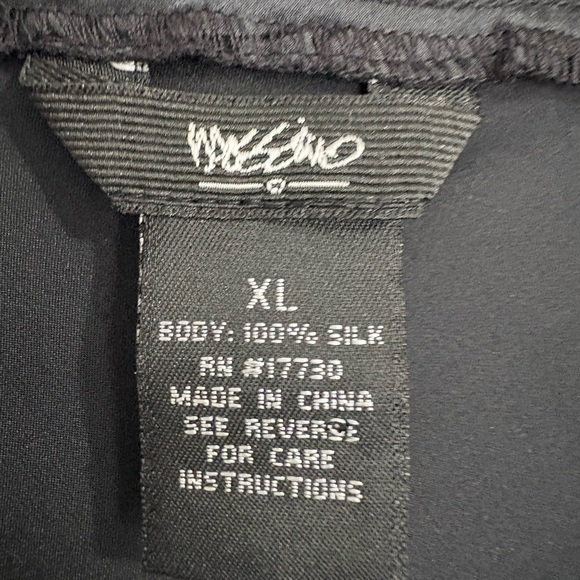 Mossimo
XL
BODY: 100% SILK
RN #17730
MADE IN CHINA
SEE REVERSE
FOR CARE
INSTRUCTIONS